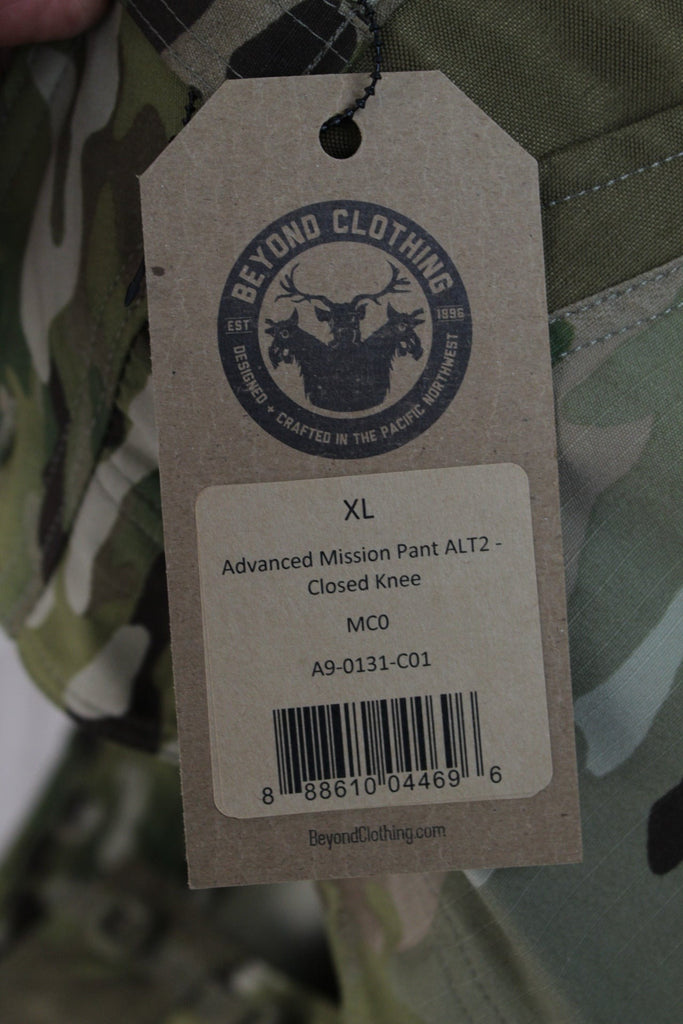 BEYOND CLOTHING
EST 1996
DESIGNED + CRAFTED IN THE PACIFIC NORTHWEST
XL
Advanced Mission Pant ALT2 -
Closed Knee
MC0
A9-0131-C01
8 88610 04469 6
BeyondClothing.com